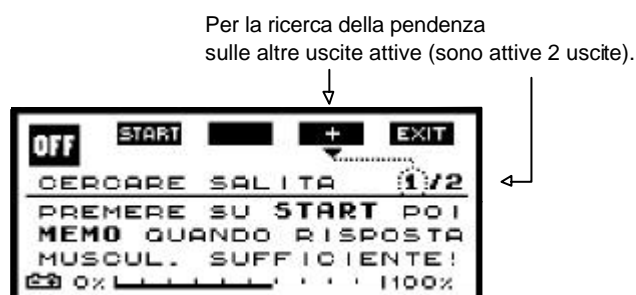 Per la ricerca della pendenza
sulle altre uscite attive (sono attive 2 uscite).
OFF START + EXIT
CERCARE SALITA 1/2
PREMERE SU START POI
MEMO QUANDO RISPOSTA
MUSCUL. SUFFICIENTE!
0% 100%